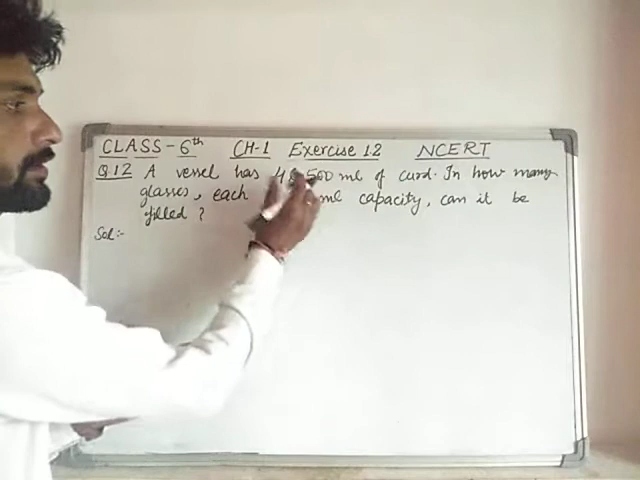 CLASS - 6th CH-1 Exercise 1.2 NCERT
Q.12 A vessel has 500 ml of curd. In how many
glasses, each ml capacity, can it be
filled ?
Sol:-